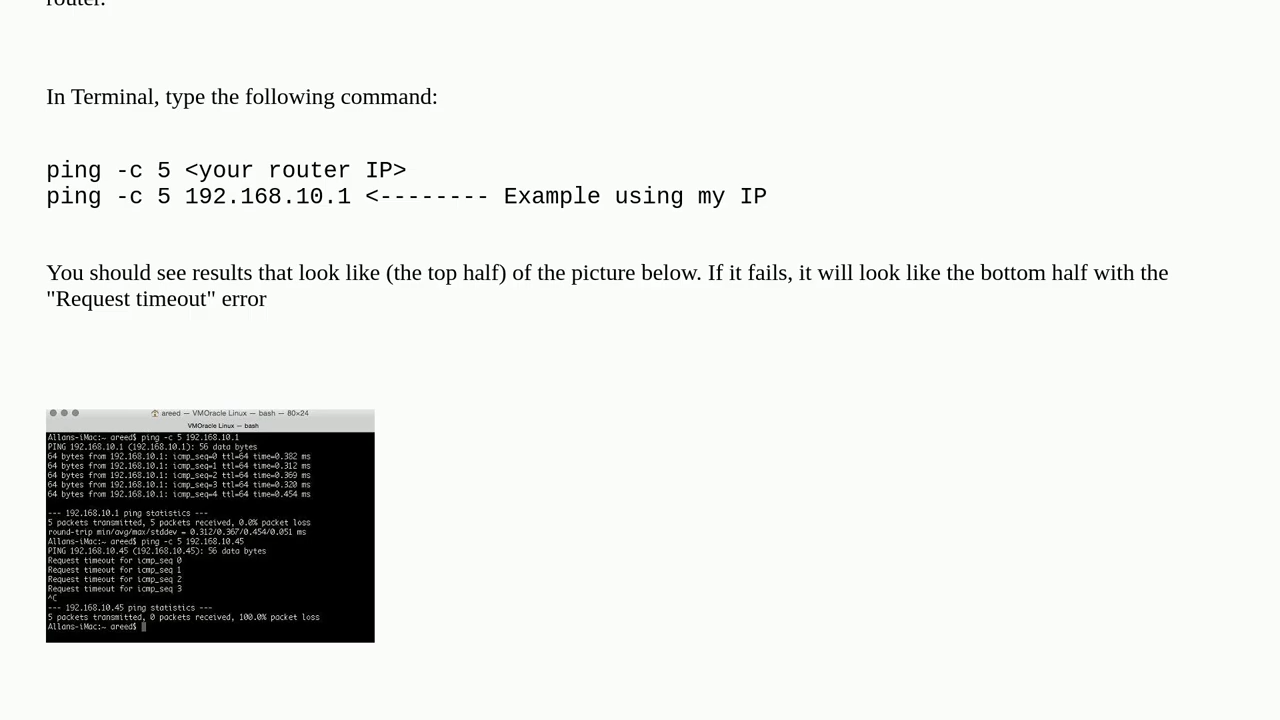 router.
In Terminal, type the following command:
ping -c 5 <your router IP>
ping -c 5 192.168.10.1 <-------- Example using my IP
You should see results that look like (the top half) of the picture below. If it fails, it will look like the bottom half with the
"Request timeout" error
areed — VMOracle Linux — bash — 80×24
VMOracle Linux — bash
Allans-iMac:~ areed$ ping -c 5 192.168.10.1
PING 192.168.10.1 (192.168.10.1): 56 data bytes
64 bytes from 192.168.10.1: icmp_seq=0 ttl=64 time=0.382 ms
64 bytes from 192.168.10.1: icmp_seq=1 ttl=64 time=0.312 ms
64 bytes from 192.168.10.1: icmp_seq=2 ttl=64 time=0.369 ms
64 bytes from 192.168.10.1: icmp_seq=3 ttl=64 time=0.320 ms
64 bytes from 192.168.10.1: icmp_seq=4 ttl=64 time=0.454 ms
--- 192.168.10.1 ping statistics ---
5 packets transmitted, 5 packets received, 0.0% packet loss
round-trip min/avg/max/stddev = 0.312/0.367/0.454/0.051 ms
Allans-iMac:~ areed$ ping -c 5 192.168.10.45
PING 192.168.10.45 (192.168.10.45): 56 data bytes
Request timeout for icmp_seq 0
Request timeout for icmp_seq 1
Request timeout for icmp_seq 2
Request timeout for icmp_seq 3
^C
--- 192.168.10.45 ping statistics ---
5 packets transmitted, 0 packets received, 100.0% packet loss
Allans-iMac:~ areed$